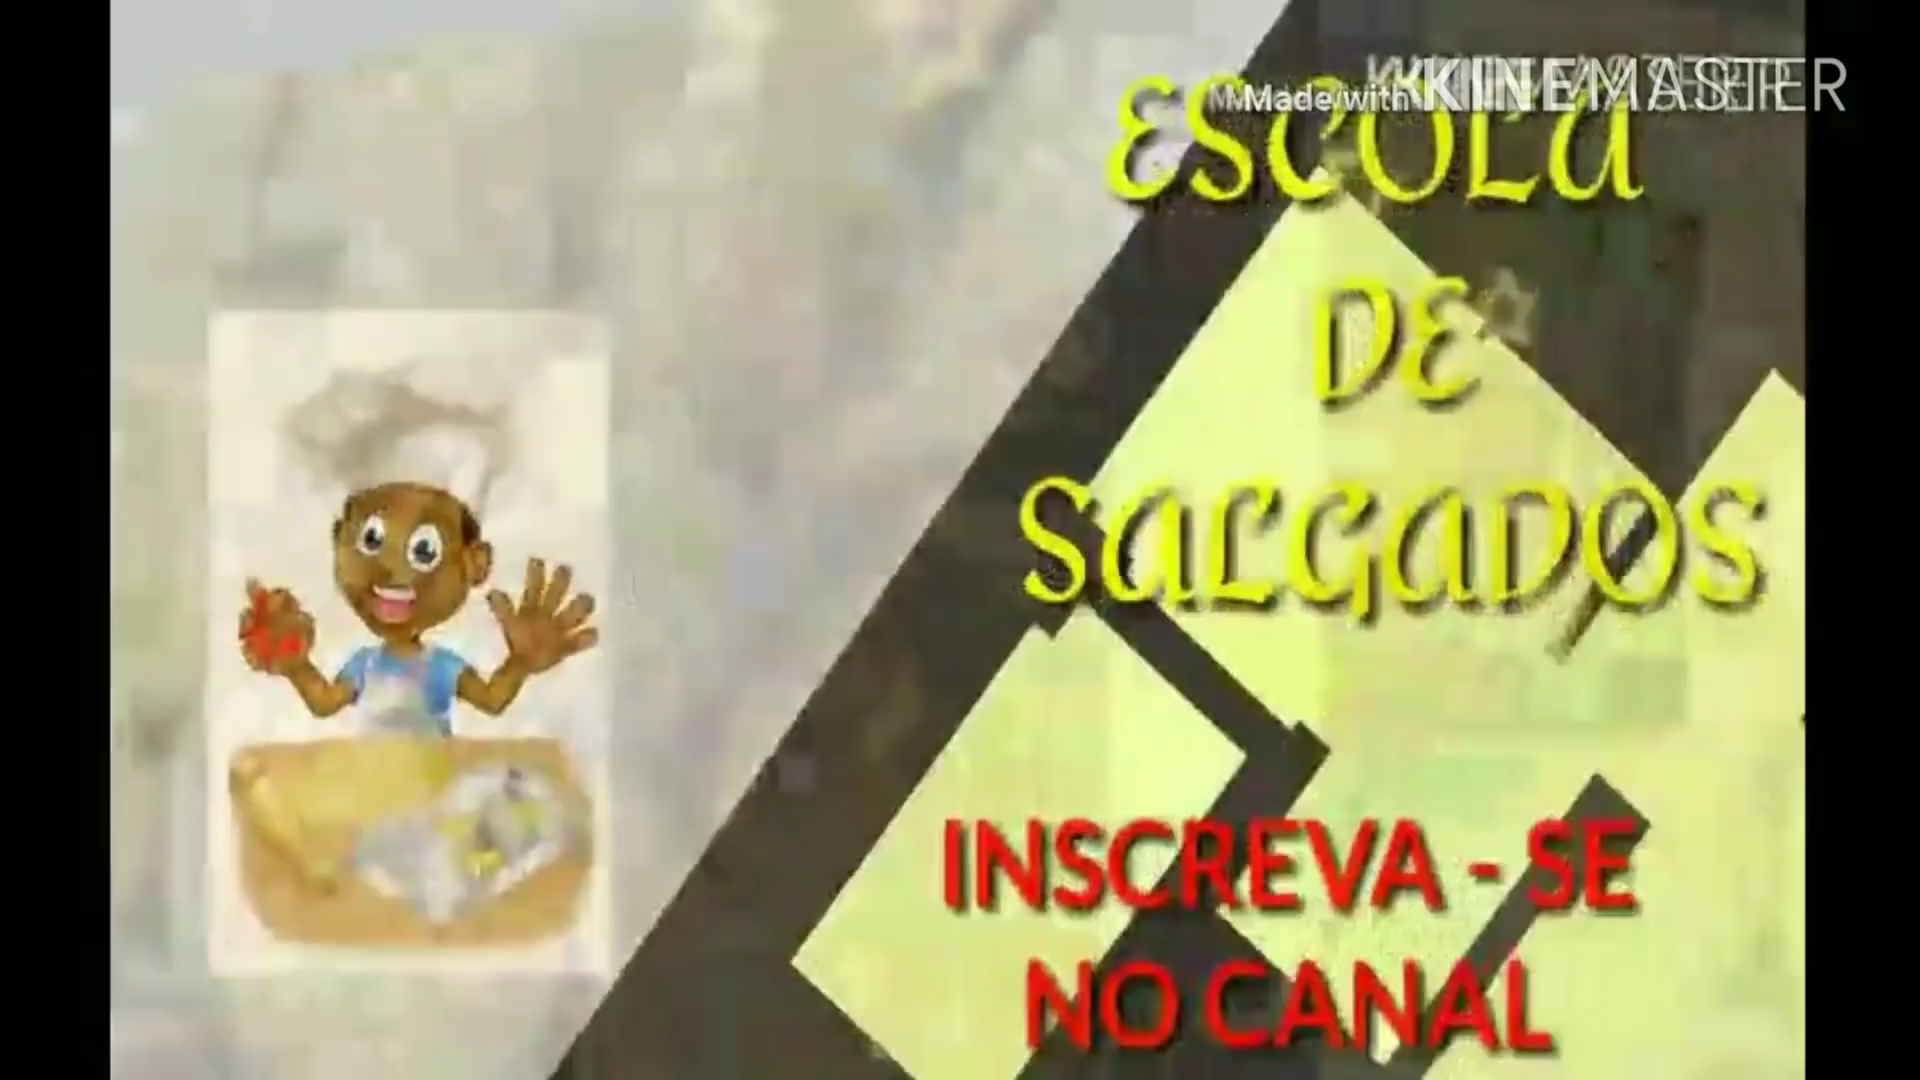 Made with KINEMASTER
ESCOLA
DE
SALGADOS
INSCREVA - SE
NO CANAL